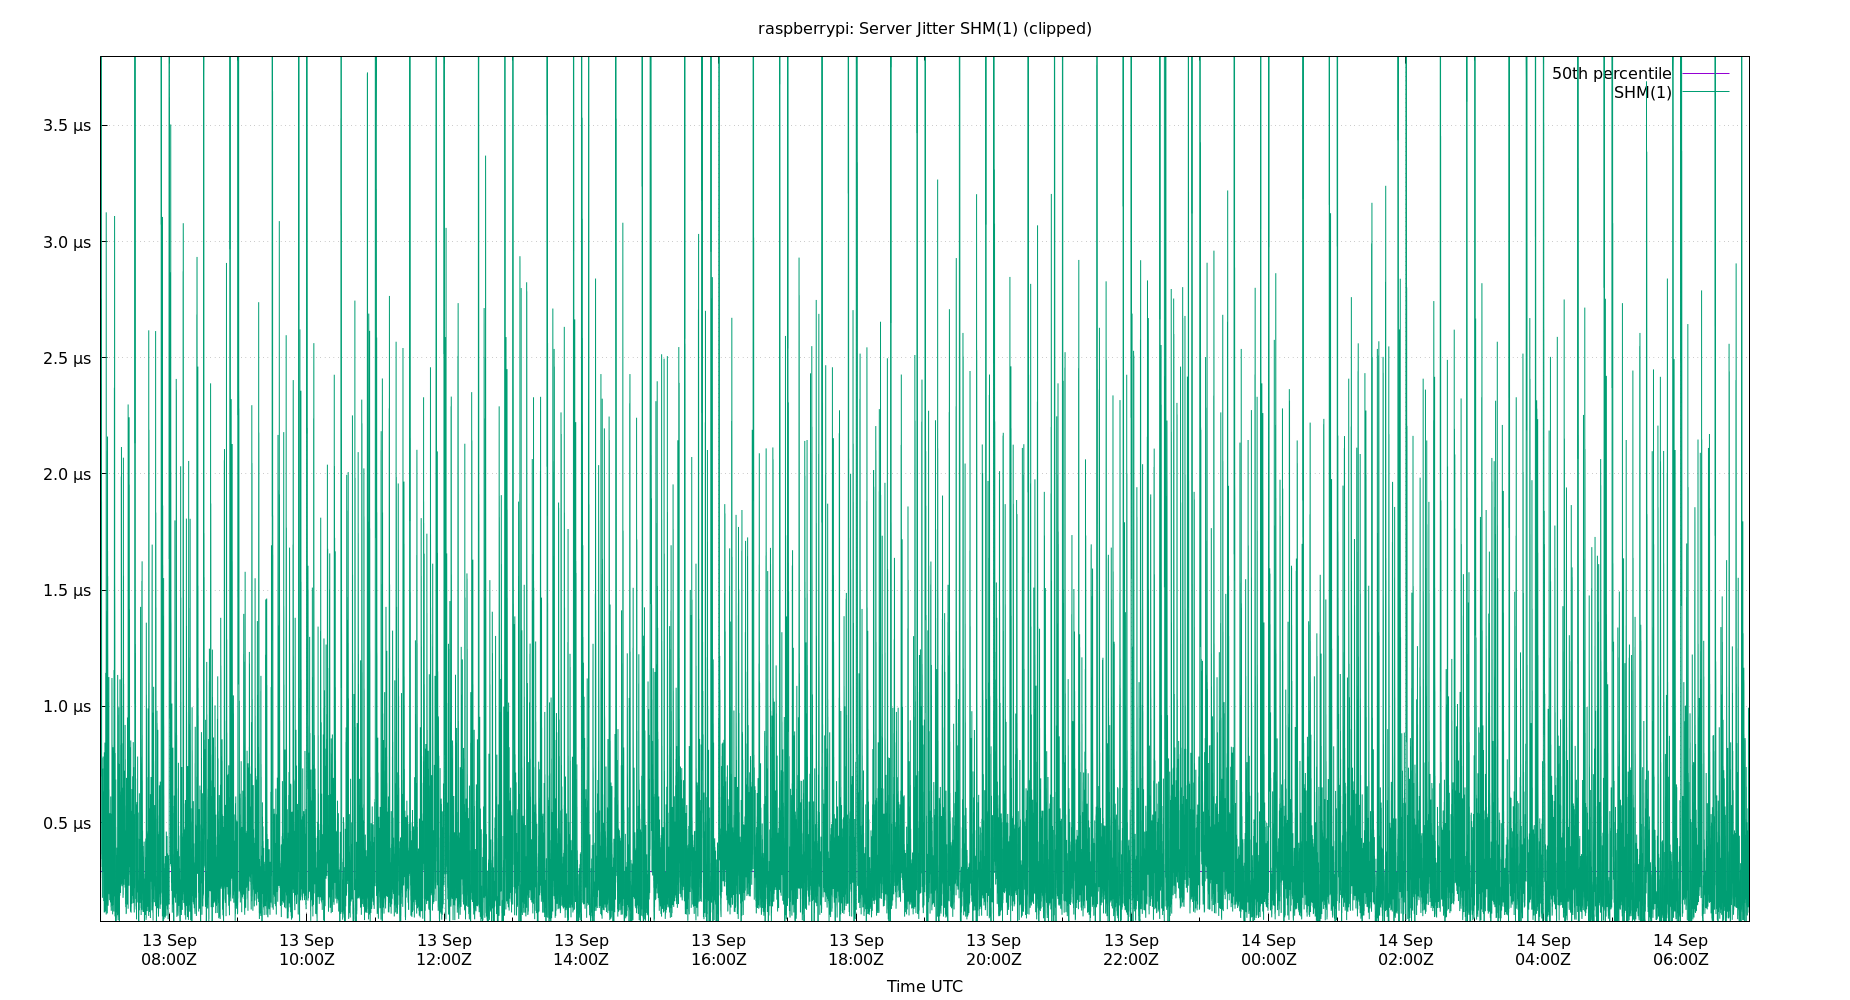 raspberrypi: Server Jitter SHM(1) (clipped)
50th percentile
SHM(1)
3.5 µs
3.0 µs
2.5 µs
2.0 µs
1.5 µs
1.0 µs
0.5 µs
13 Sep 13 Sep 13 Sep 13 Sep 13 Sep 13 Sep 13 Sep 13 Sep 14 Sep 14 Sep 14 Sep 14 Sep
08:00Z 10:00Z 12:00Z 14:00Z 16:00Z 18:00Z 20:00Z 22:00Z 00:00Z 02:00Z 04:00Z 06:00Z
Time UTC